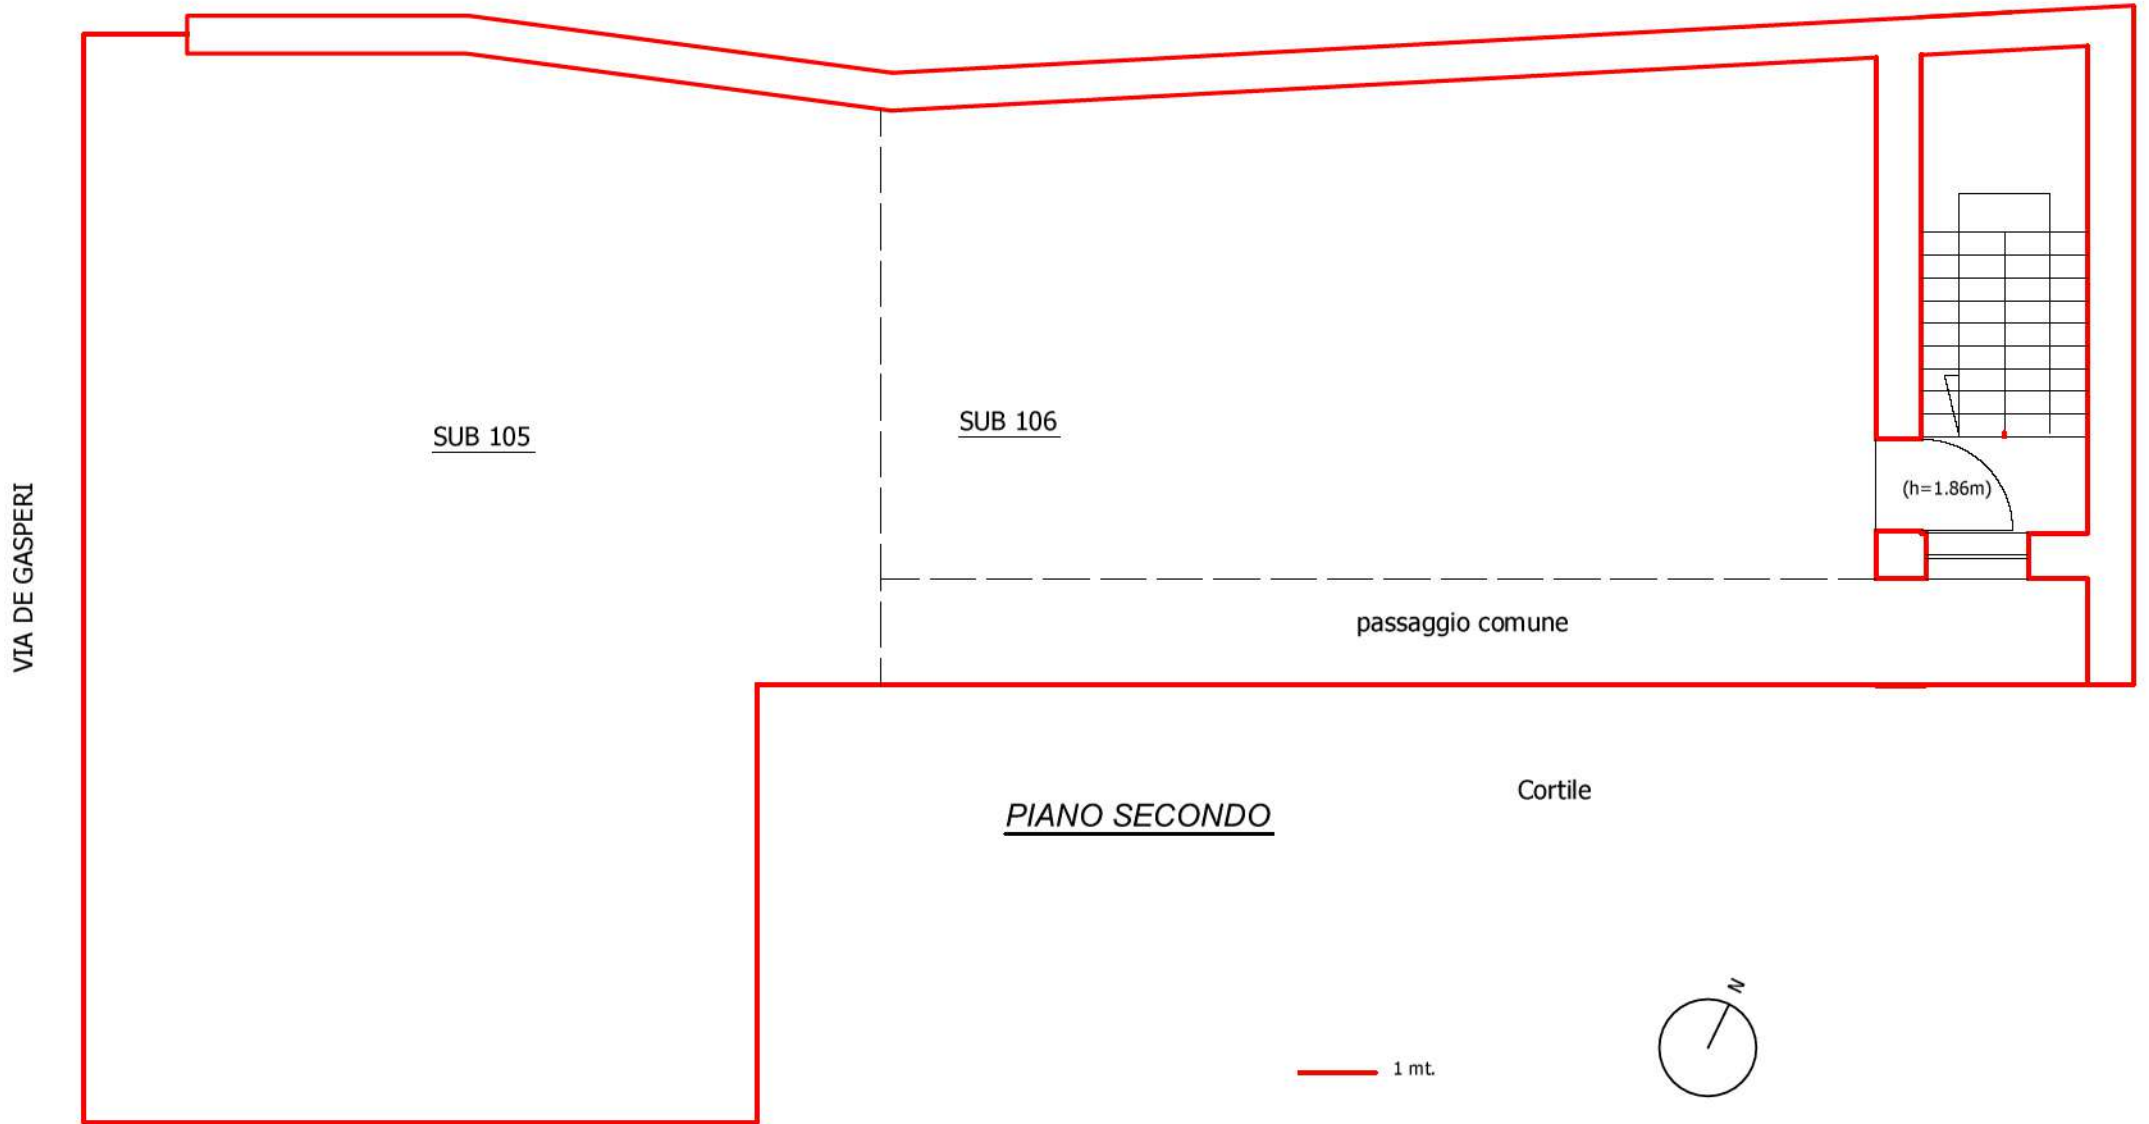 SUB 106
SUB 105
VIA DE GASPERI
(h=1.86m)
passaggio comune
Cortile
PIANO SECONDO
N
1 mt.